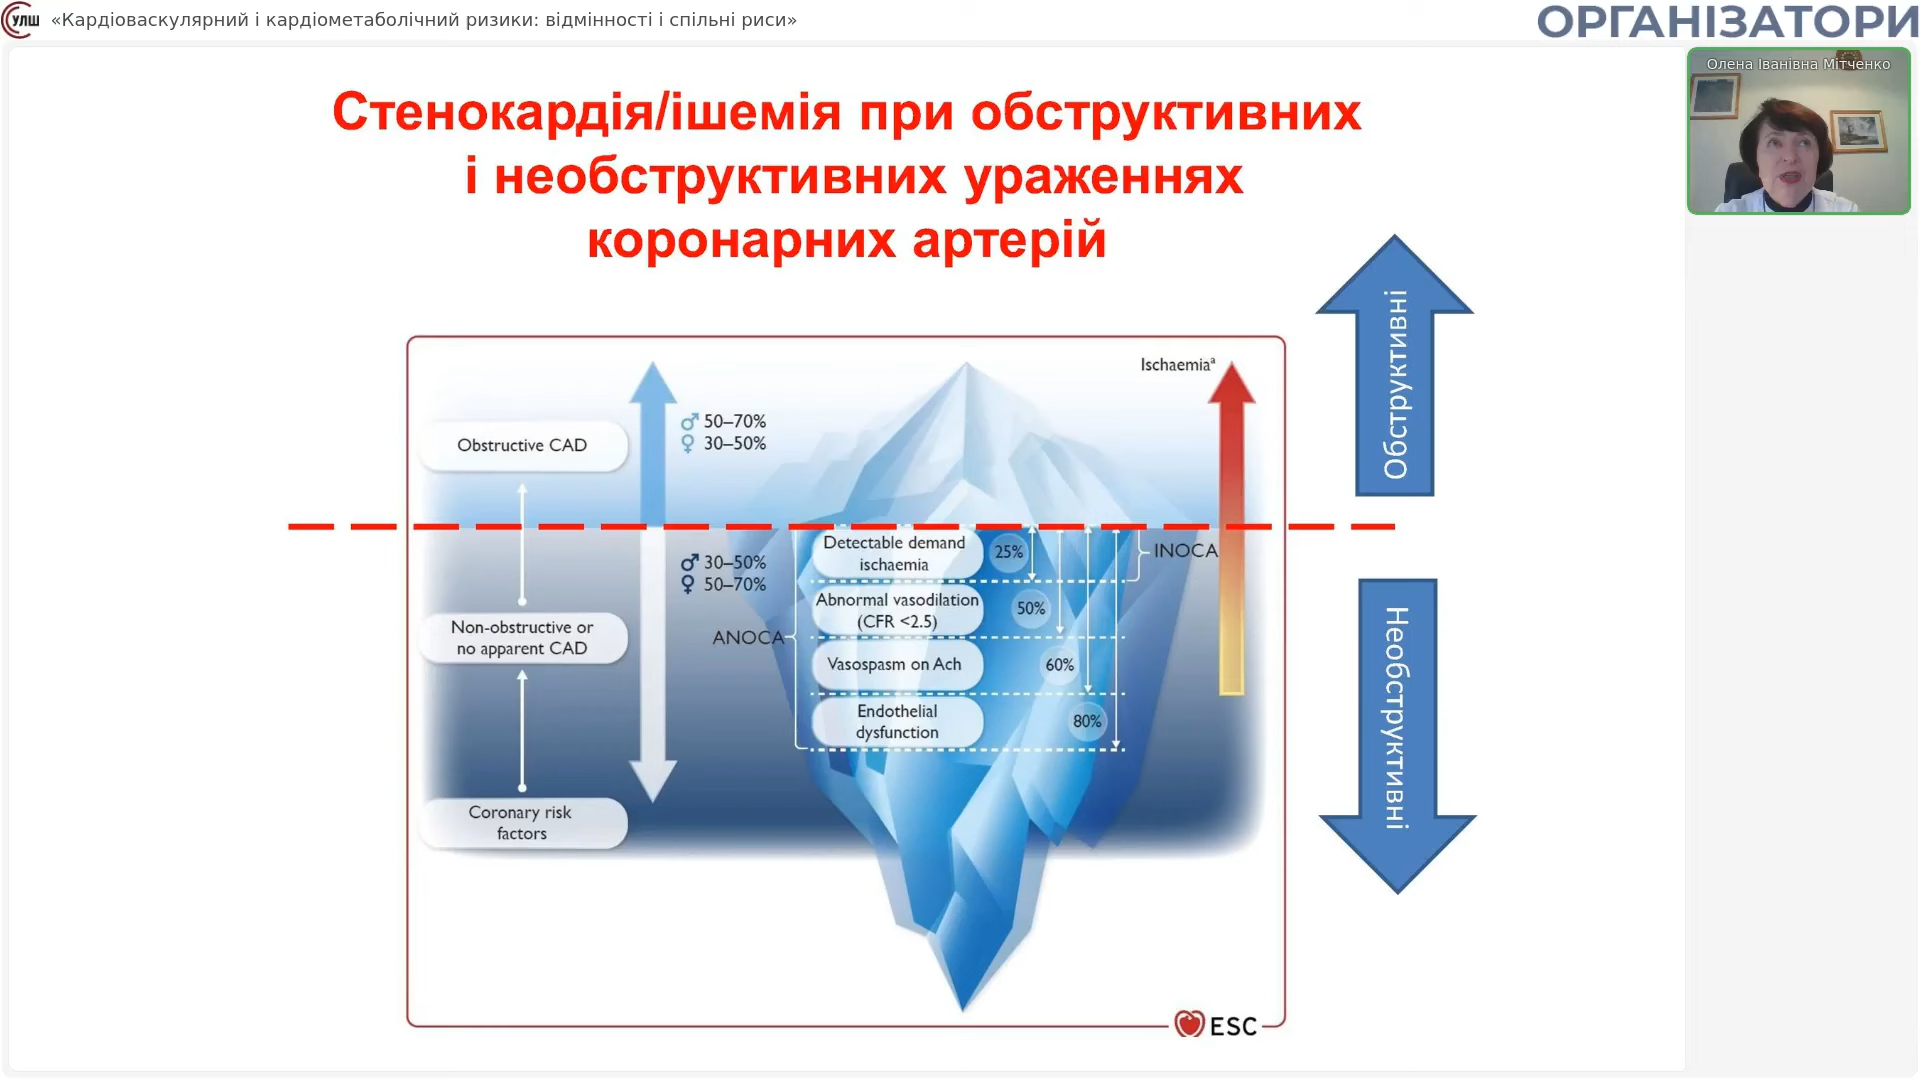 УЛШ
«Кардіоваскулярний і кардіометаболічний ризики: відмінності і спільні риси»
ОРГАНІЗАТОРИ
Олена Іванівна Мітченко
Стенокардія/ішемія при обструктивних
і необструктивних ураженнях
коронарних артерій
Обструктивні
Необструктивні
Ischaemiaª
Obstructive CAD
♂ 50–70%
♀ 30–50%
♂ 30–50%
♀ 50–70%
Non-obstructive or
no apparent CAD
Coronary risk
factors
ANOCA
INOCA
Detectable demand
ischaemia
25%
Abnormal vasodilation
(CFR <2.5)
50%
Vasospasm on Ach
60%
Endothelial
dysfunction
80%
ESC